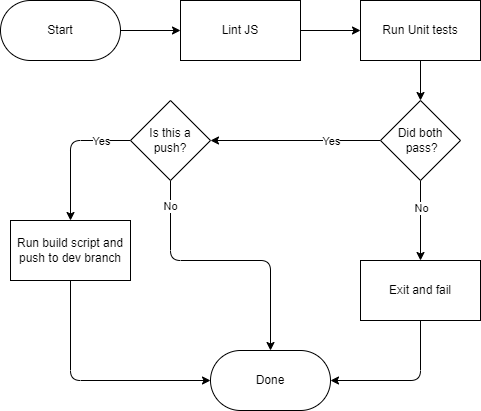 Start
Lint JS
Run Unit tests
Did both
pass?
Yes
No
Is this a
push?
Yes
No
Run build script and
push to dev branch
Exit and fail
Done